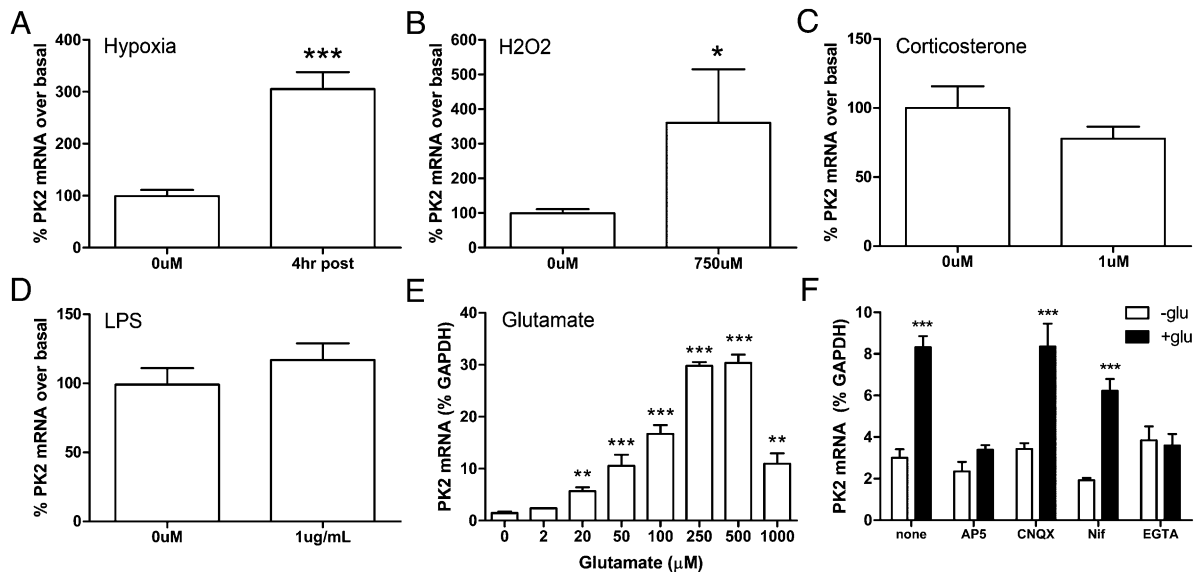 A
Hypoxia
% PK2 mRNA over basal
400
300
200
100
0
***
0uM
4hr post
B
H2O2
% PK2 mRNA over basal
600
500
400
300
200
100
0
*
0uM
750uM
C
Corticosterone
% PK2 mRNA over basal
150
100
50
0
0uM
1uM
D
LPS
% PK2 mRNA over basal
150
100
50
0
0uM
1ug/mL
E
Glutamate
PK2 mRNA (% GAPDH)
40
30
20
10
0
** *** *** *** *** **
0 2 20 50 100 250 500 1000
Glutamate (μM)
F
PK2 mRNA (% GAPDH)
10
8
6
4
2
0
-glu
+glu
*** *** ***
none AP5 CNQX Nif EGTA